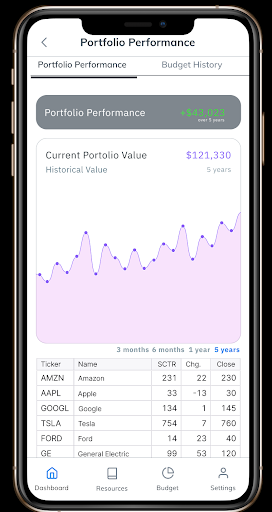 Portfolio Performance
Portfolio Performance Budget History
Portfolio Performance +$43,023
over 5 years
Current Portolio Value $121,330
Historical Value 5 years
3 months 6 months 1 year 5 years
Ticker Name SCTR Chg. Close
AMZN Amazon 231 22 230
AAPL Apple 33 -13 30
GOOGL Google 134 1 145
TSLA Tesla 754 7 760
FORD Ford 14 23 40
GE General Electric 99 53 120
Dashboard Resources Budget Settings